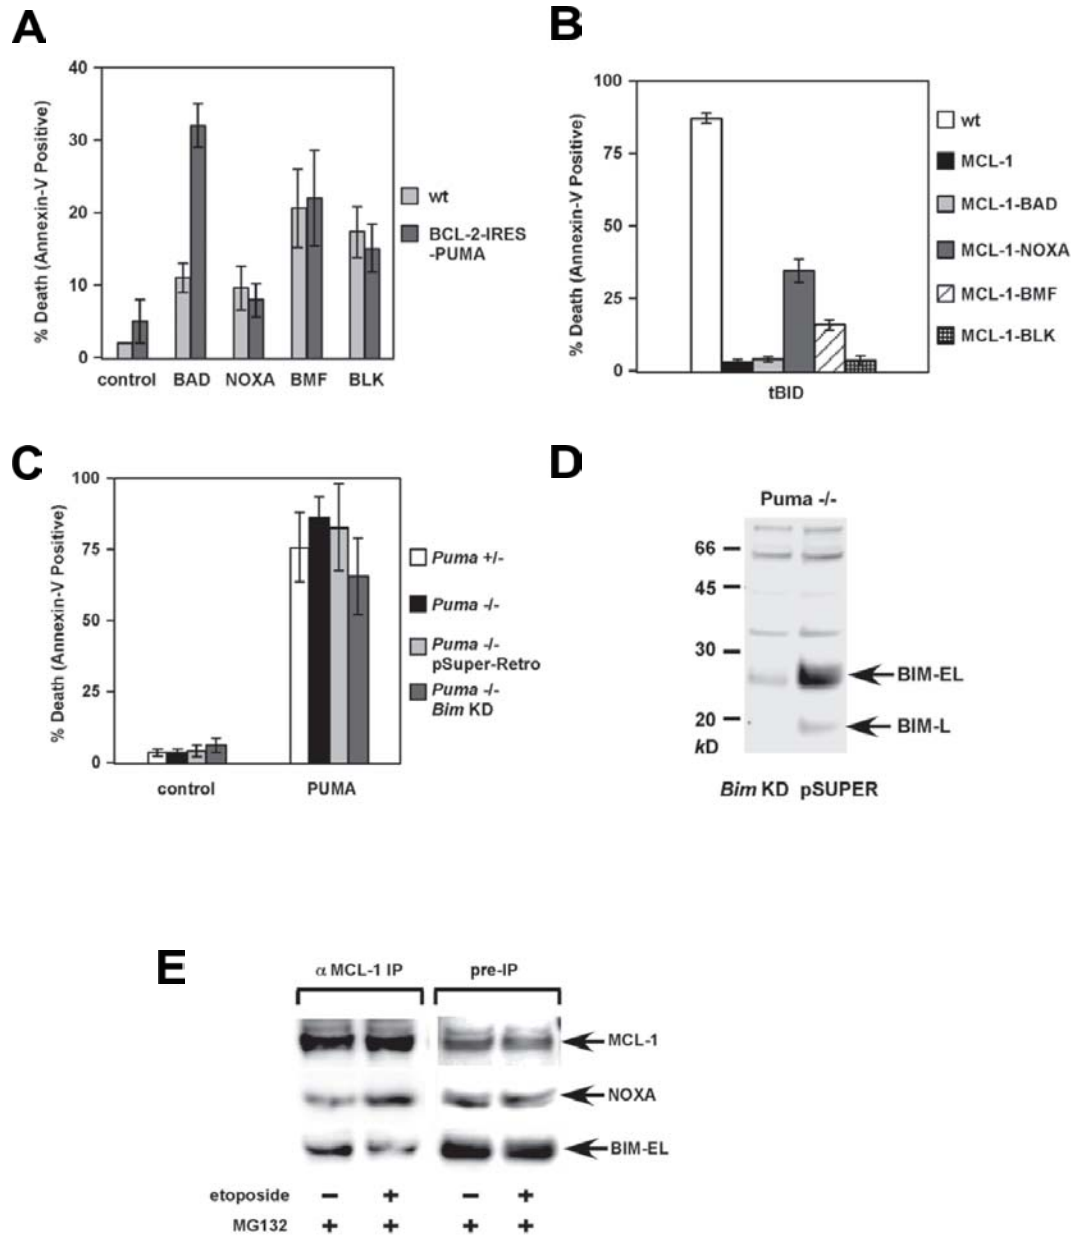 A
% Death (Annexin-V Positive)
40
30
20
10
0
control BAD NOXA BMF BLK
wt
BCL-2-IRES
-PUMA
B
% Death (Annexin-V Positive)
100
75
50
25
0
tBID
wt
MCL-1
MCL-1-BAD
MCL-1-NOXA
MCL-1-BMF
MCL-1-BLK
C
% Death (Annexin-V Positive)
100
75
50
25
0
control PUMA
Puma +/-
Puma -/-
Puma -/-
pSuper-Retro
Puma -/-
Bim KD
D
Puma -/-
66
45
30
20
kD
BIM-EL
BIM-L
Bim KD pSUPER
E
α MCL-1 IP pre-IP
MCL-1
NOXA
BIM-EL
etoposide − + − +
MG132 + + + +